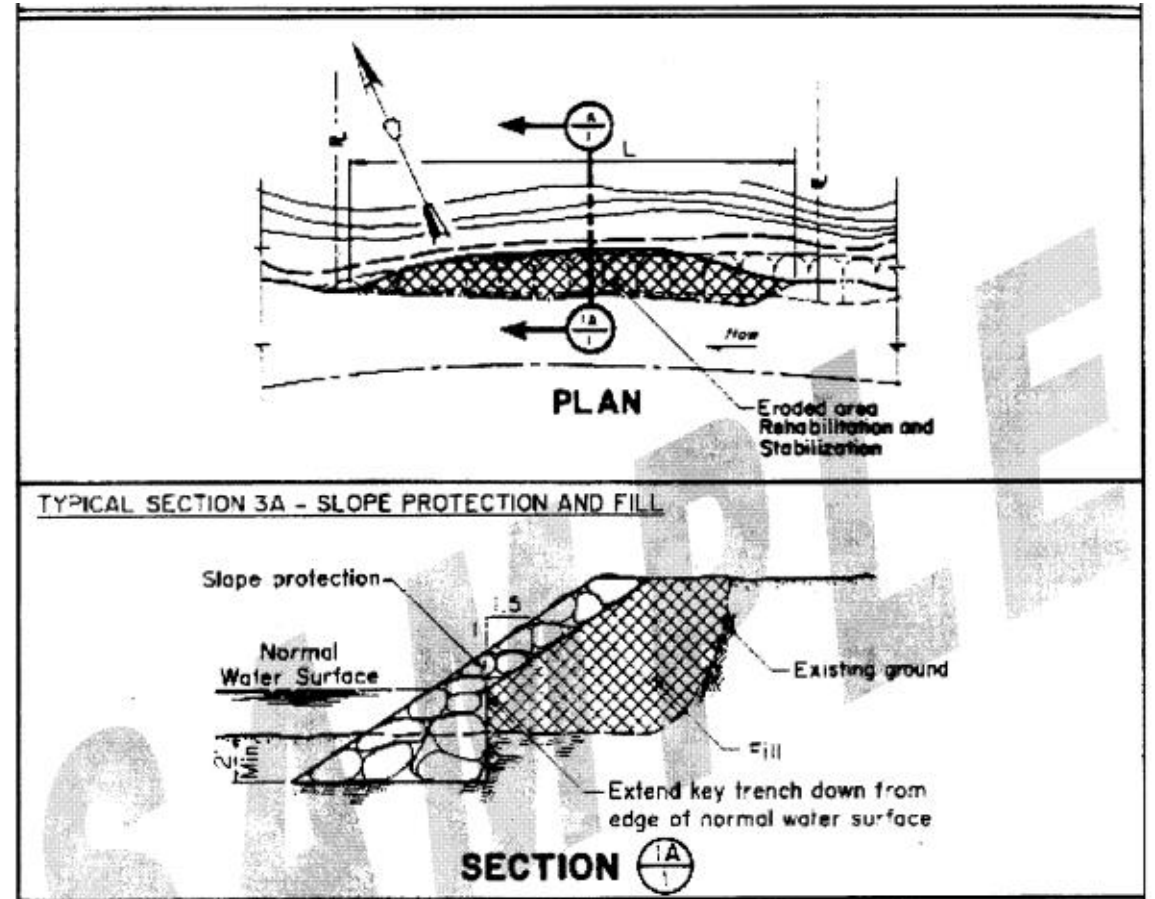 A
1
L
1A
1
Flow
PLAN
Eroded area
Rehabilitation and
Stabilization
TYPICAL SECTION 3A - SLOPE PROTECTION AND FILL
Slope protection
1.5
1
Normal
Water Surface
Existing ground
2'
Min.
Fill
Extend key trench down from
edge of normal water surface
SECTION 1A
1
SAMPLE